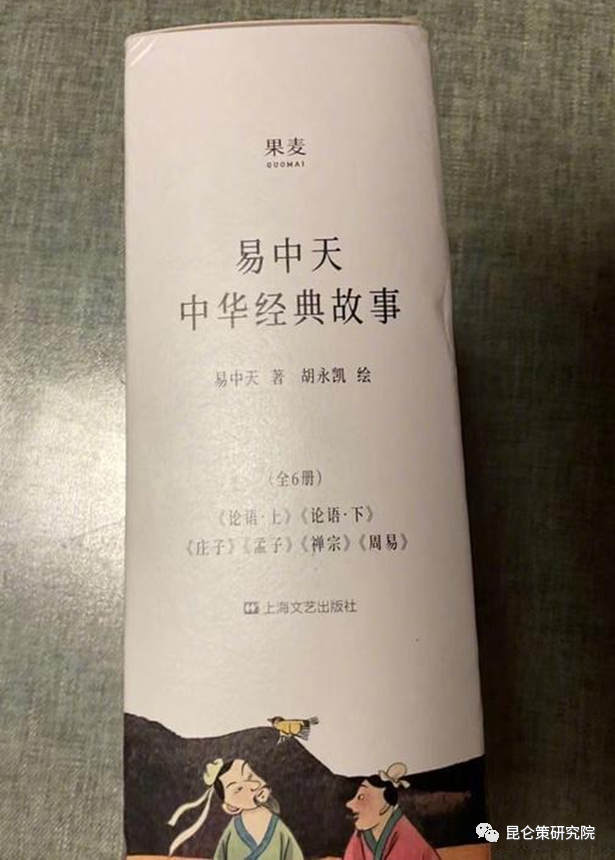 果麦
GUOMAI
易中天
中华经典故事
易中天 著 胡永凯 绘
(全6册)
《论语·上》《论语·下》
《庄子》《孟子》《禅宗》《周易》
上海文艺出版社
昆仑策研究院